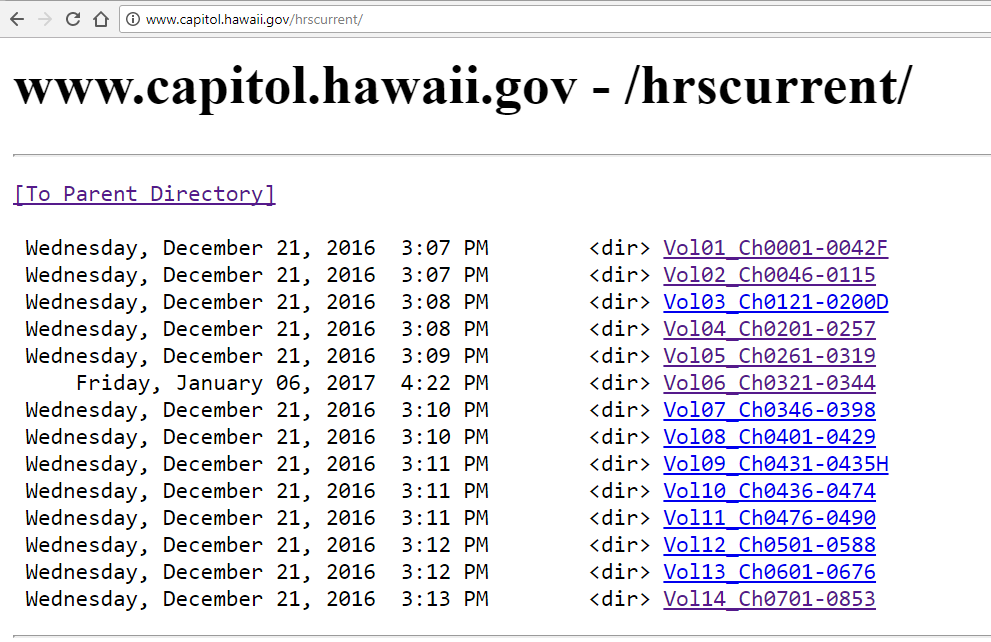 www.capitol.hawaii.gov/hrscurrent/
www.capitol.hawaii.gov - /hrscurrent/
[To Parent Directory]
Wednesday, December 21, 2016  3:07 PM        <dir> Vol01_Ch0001-0042F
Wednesday, December 21, 2016  3:07 PM        <dir> Vol02_Ch0046-0115
Wednesday, December 21, 2016  3:08 PM        <dir> Vol03_Ch0121-0200D
Wednesday, December 21, 2016  3:08 PM        <dir> Vol04_Ch0201-0257
Wednesday, December 21, 2016  3:09 PM        <dir> Vol05_Ch0261-0319
Friday, January 06, 2017  4:22 PM        <dir> Vol06_Ch0321-0344
Wednesday, December 21, 2016  3:10 PM        <dir> Vol07_Ch0346-0398
Wednesday, December 21, 2016  3:10 PM        <dir> Vol08_Ch0401-0429
Wednesday, December 21, 2016  3:11 PM        <dir> Vol09_Ch0431-0435H
Wednesday, December 21, 2016  3:11 PM        <dir> Vol10_Ch0436-0474
Wednesday, December 21, 2016  3:11 PM        <dir> Vol11_Ch0476-0490
Wednesday, December 21, 2016  3:12 PM        <dir> Vol12_Ch0501-0588
Wednesday, December 21, 2016  3:12 PM        <dir> Vol13_Ch0601-0676
Wednesday, December 21, 2016  3:13 PM        <dir> Vol14_Ch0701-0853